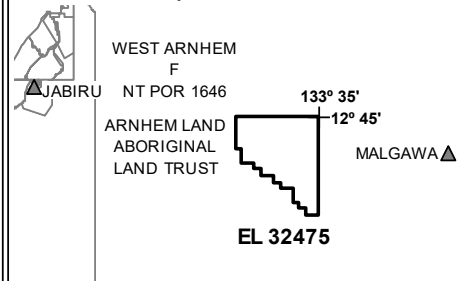 WEST ARNHEM
F
JABIRU NT POR 1646
133º 35'
12º 45'
ARNHEM LAND
ABORIGINAL
LAND TRUST
MALGAWA
EL 32475